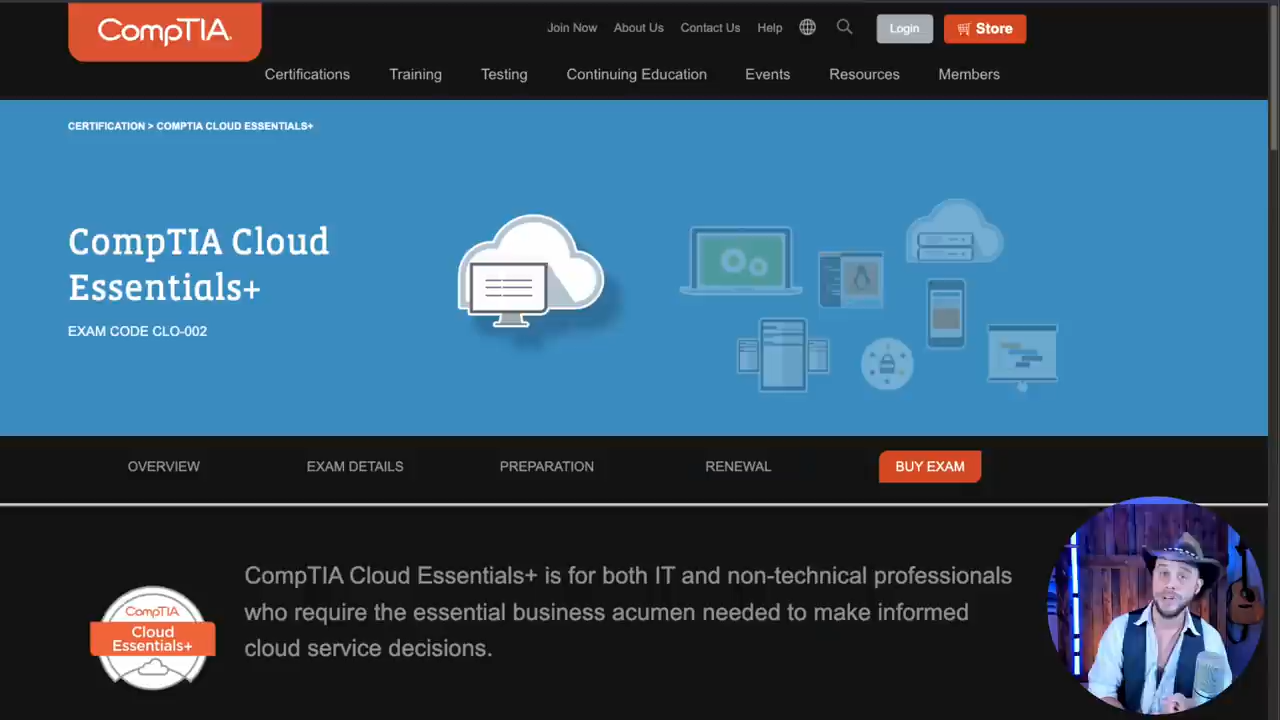 CompTIA.
Join Now About Us Contact Us Help Login Store
Certifications Training Testing Continuing Education Events Resources Members
CERTIFICATION > COMPTIA CLOUD ESSENTIALS+
CompTIA Cloud
Essentials+
EXAM CODE CLO-002
OVERVIEW EXAM DETAILS PREPARATION RENEWAL BUY EXAM
CompTIA Cloud Essentials+ is for both IT and non-technical professionals
who require the essential business acumen needed to make informed
cloud service decisions.
CompTIA
Cloud
Essentials+